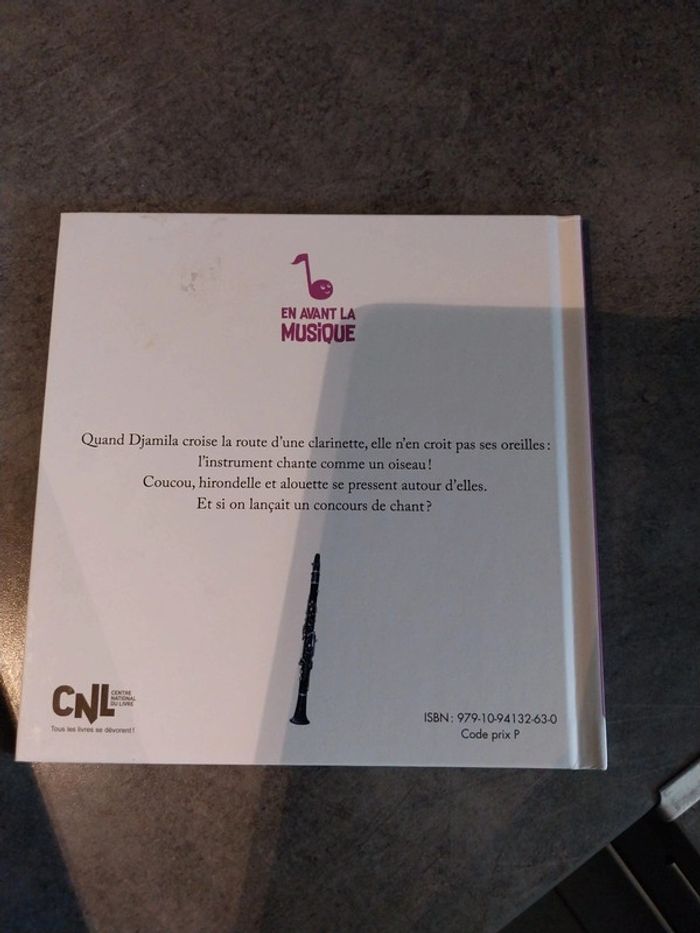 EN AVANT LA
MUSiQUE
Quand Djamila croise la route d'une clarinette, elle n'en croit pas ses oreilles :
l'instrument chante comme un oiseau !
Coucou, hirondelle et alouette se pressent autour d'elles.
Et si on lançait un concours de chant ?
CNL
CENTRE
NATIONAL
DU LIVRE
Tous les livres se dévorent !
ISBN : 979-10-94132-63-0
Code prix P